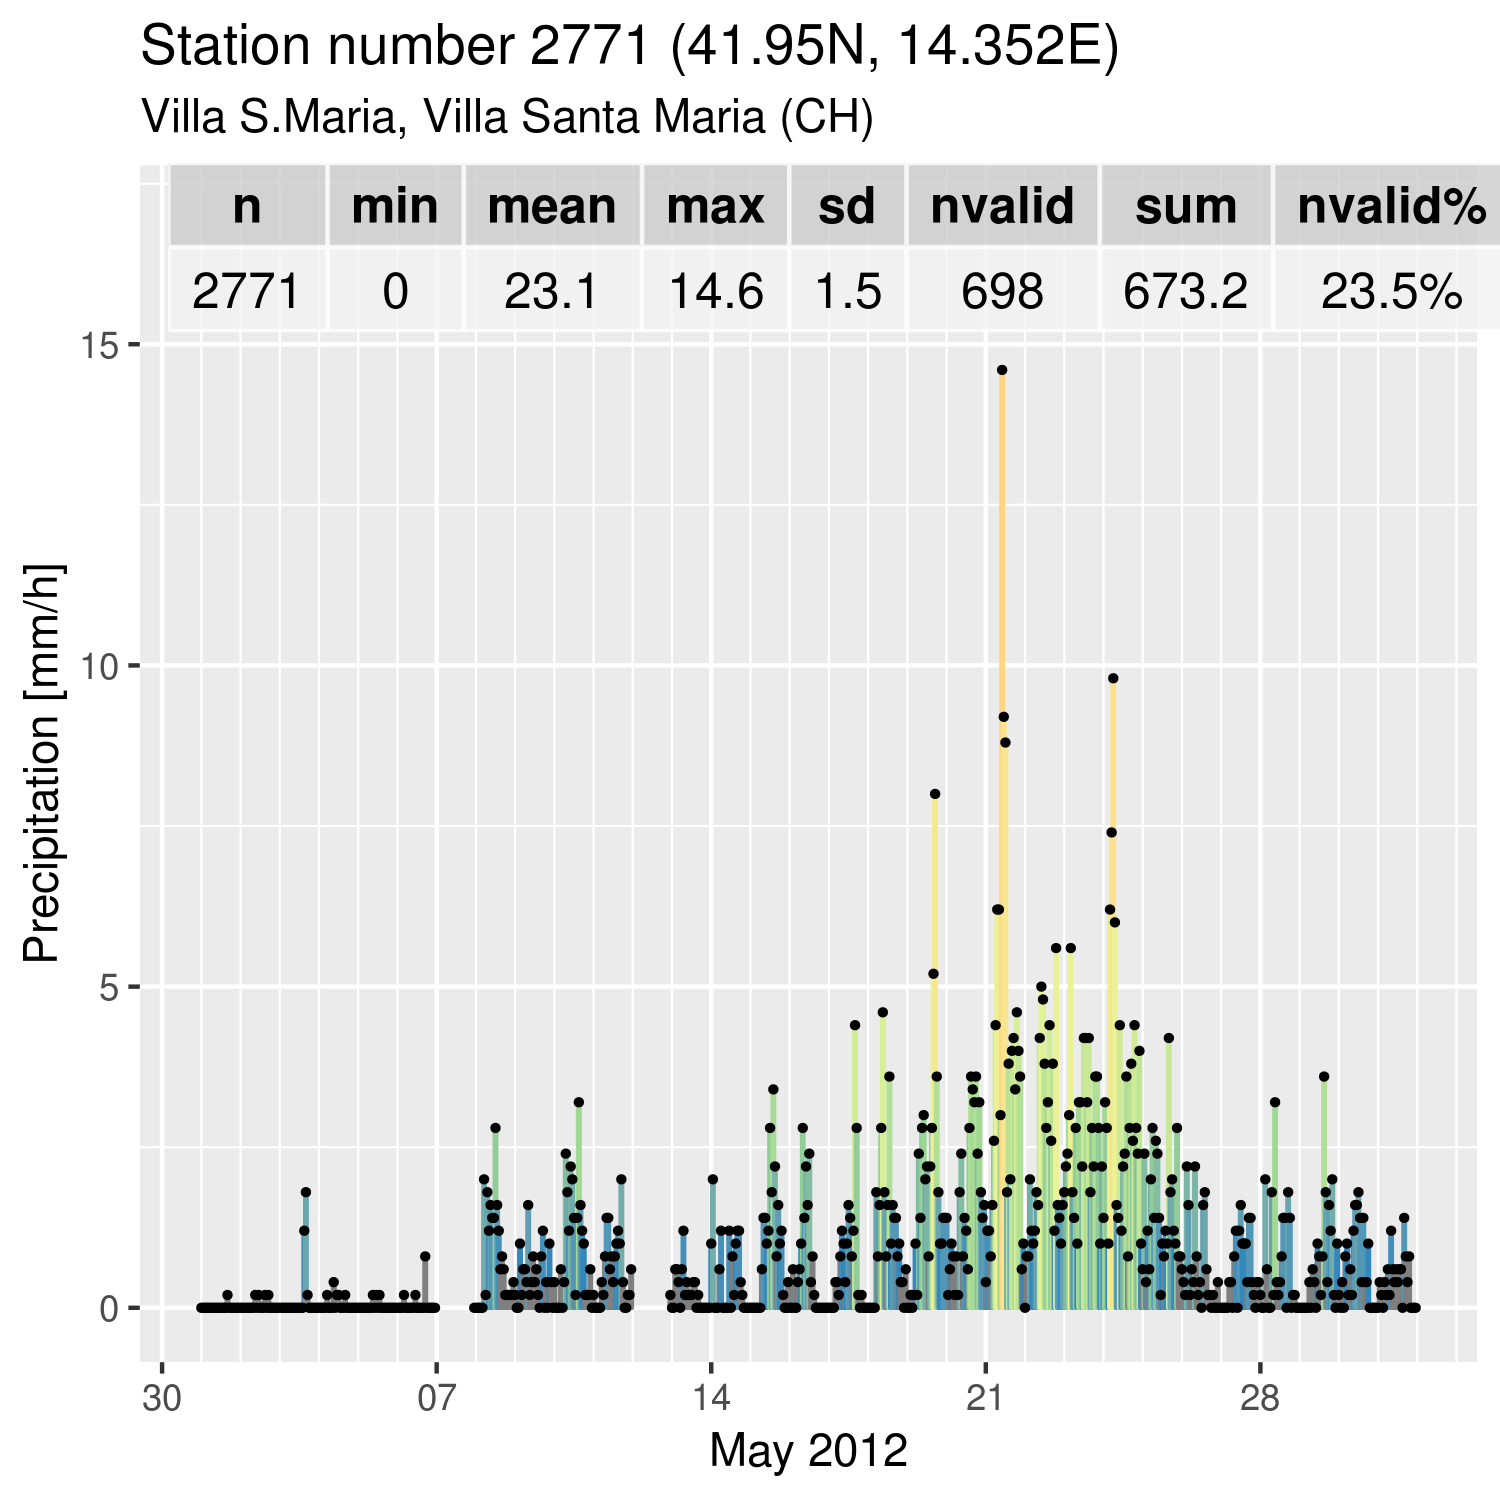 Station number 2771 (41.95N, 14.352E)
Villa S.Maria, Villa Santa Maria (CH)
n min mean max sd nvalid sum nvalid%
2771 0 23.1 14.6 1.5 698 673.2 23.5%
15
10
5
0
Precipitation [mm/h]
30 07 14 21 28
May 2012